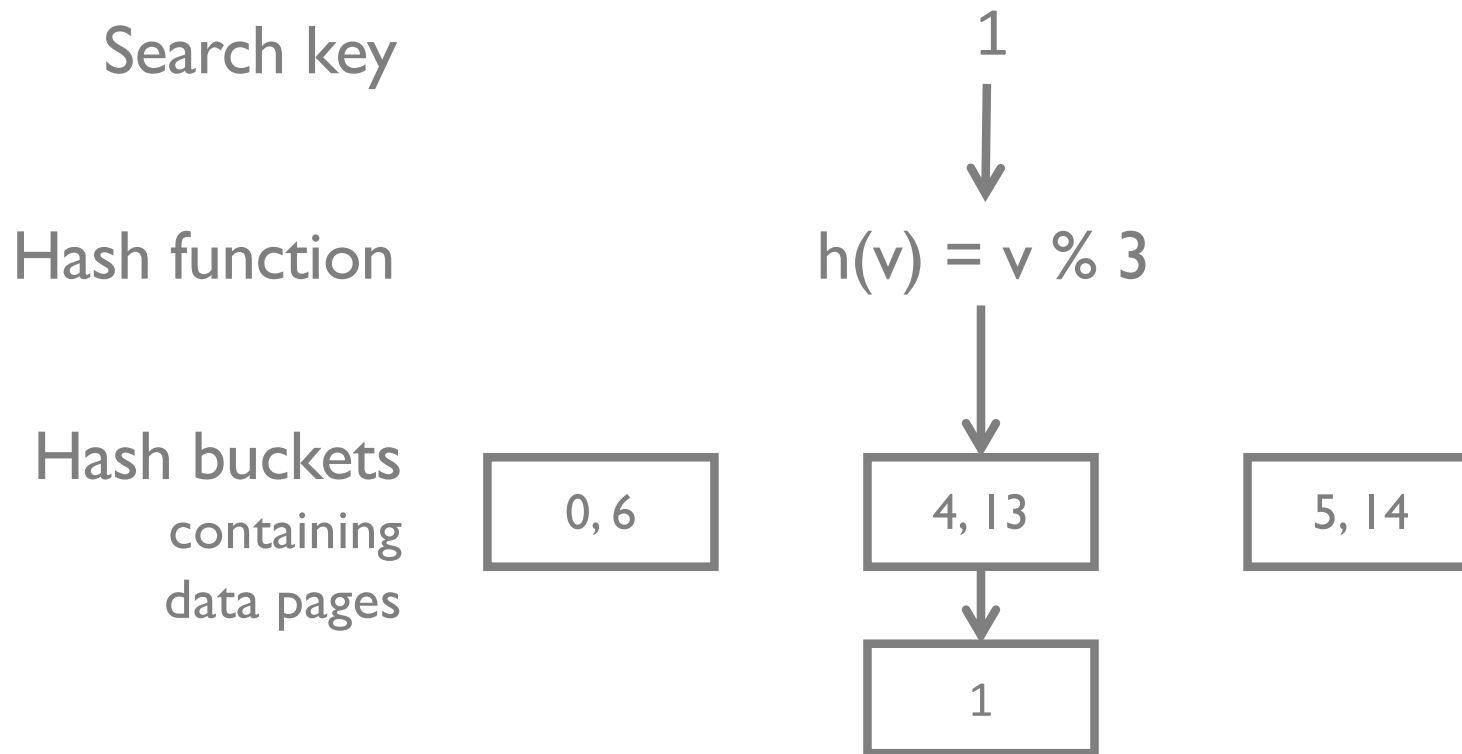 Search key
1
Hash function
h(v) = v % 3
Hash buckets
containing
data pages
0, 6
4, 13
5, 14
1